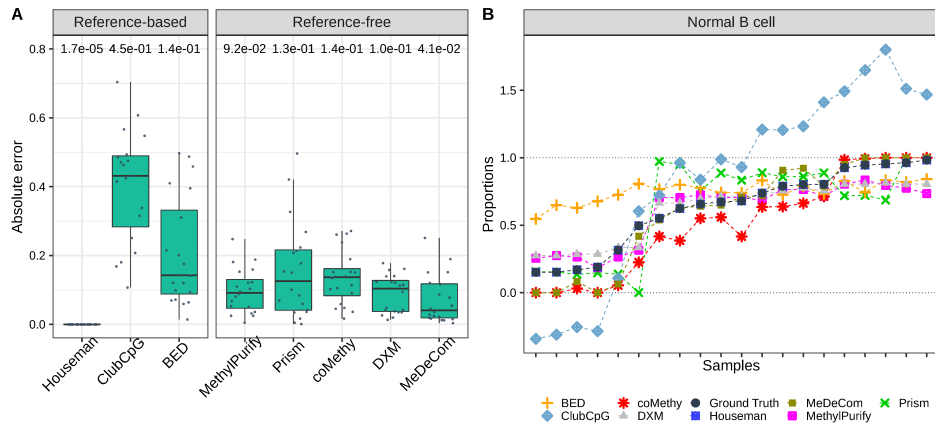 A
Reference-based
Reference-free
1.7e-05 4.5e-01 1.4e-01
9.2e-02 1.3e-01 1.4e-01 1.0e-01 4.1e-02
0.8
0.6
0.4
0.2
0.0
Absolute error
Houseman
ClubCpG
BED
MethylPurify
Prism
coMethy
DXM
MeDeCom
B
Normal B cell
1.5
1.0
0.5
0.0
Proportions
Samples
BED
coMethy
Ground Truth
MeDeCom
Prism
ClubCpG
DXM
Houseman
MethylPurify